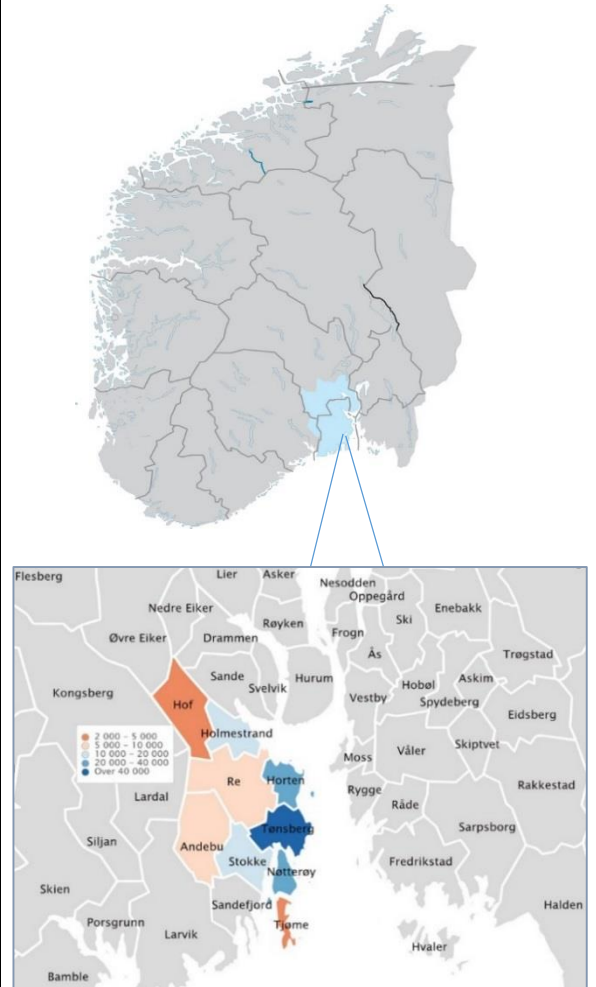 Flesberg
Lier
Asker
Nesodden
Oppegård
Nedre Eiker
Røyken
Ski
Enebakk
Øvre Eiker
Drammen
Frogn
Ås
Trøgstad
Sande
Svelvik
Hurum
Kongsberg
Hof
Vestby
Hobøl
Askim
Spydeberg
Eidsberg
Holmestrand
2 000 – 5 000
5 000 – 10 000
10 000 – 20 000
20 000 – 40 000
Over 40 000
Moss
Våler
Skiptvet
Re
Horten
Rygge
Rakkestad
Lardal
Råde
Tønsberg
Sarpsborg
Siljan
Andebu
Stokke
Nøtterøy
Fredrikstad
Skien
Sandefjord
Halden
Porsgrunn
Larvik
Tjøme
Hvaler
Bamble